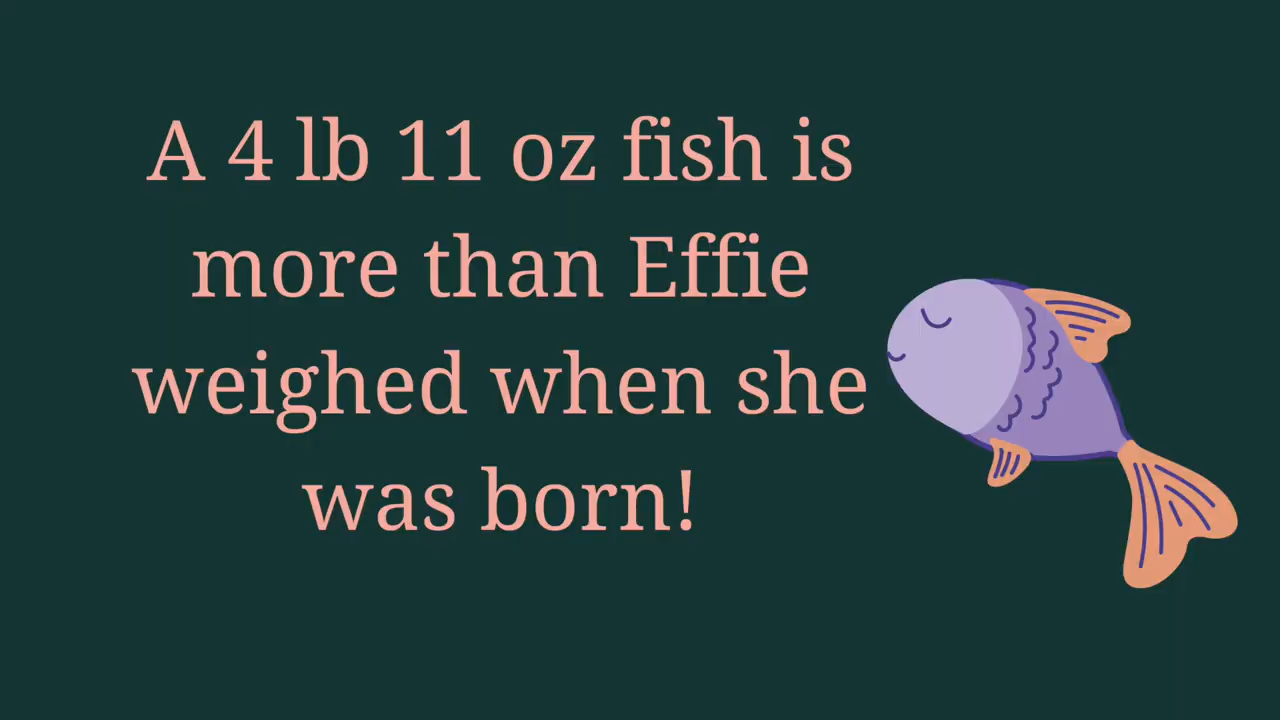 A 4 lb 11 oz fish is
more than Effie
weighed when she
was born!